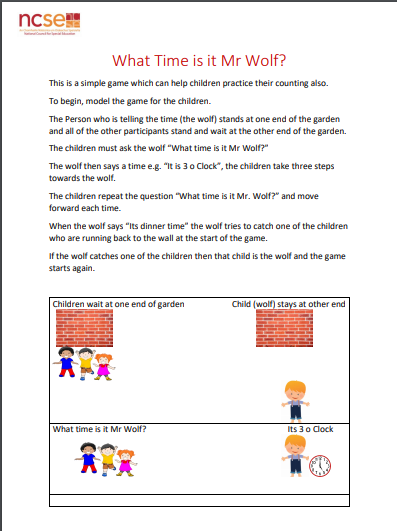 ncse
National Council for Special Education
What Time is it Mr Wolf?
This is a simple game which can help children practice their counting also.
To begin, model the game for the children.
The Person who is telling the time (the wolf) stands at one end of the garden
and all of the other participants stand and wait at the other end of the garden.
The children must ask the wolf “What time is it Mr Wolf?”
The wolf then says a time e.g. “It is 3 o Clock”, the children take three steps
towards the wolf.
The children repeat the question “What time is it Mr. Wolf?” and move
forward each time.
When the wolf says “Its dinner time” the wolf tries to catch one of the children
who are running back to the wall at the start of the game.
If the wolf catches one of the children then that child is the wolf and the game
starts again.
Children wait at one end of garden
Child (wolf) stays at other end
What time is it Mr Wolf?
Its 3 o Clock